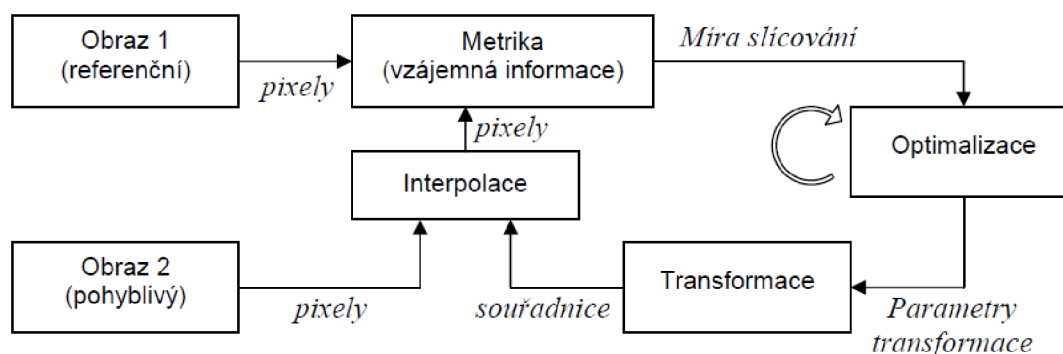 Obraz 1
(referenční)
pixely
Metrika
(vzájemná informace)
Míra slícování
pixely
Optimalizace
Interpolace
Obraz 2
(pohyblivý)
pixely
souřadnice
Transformace
Parametry
transformace